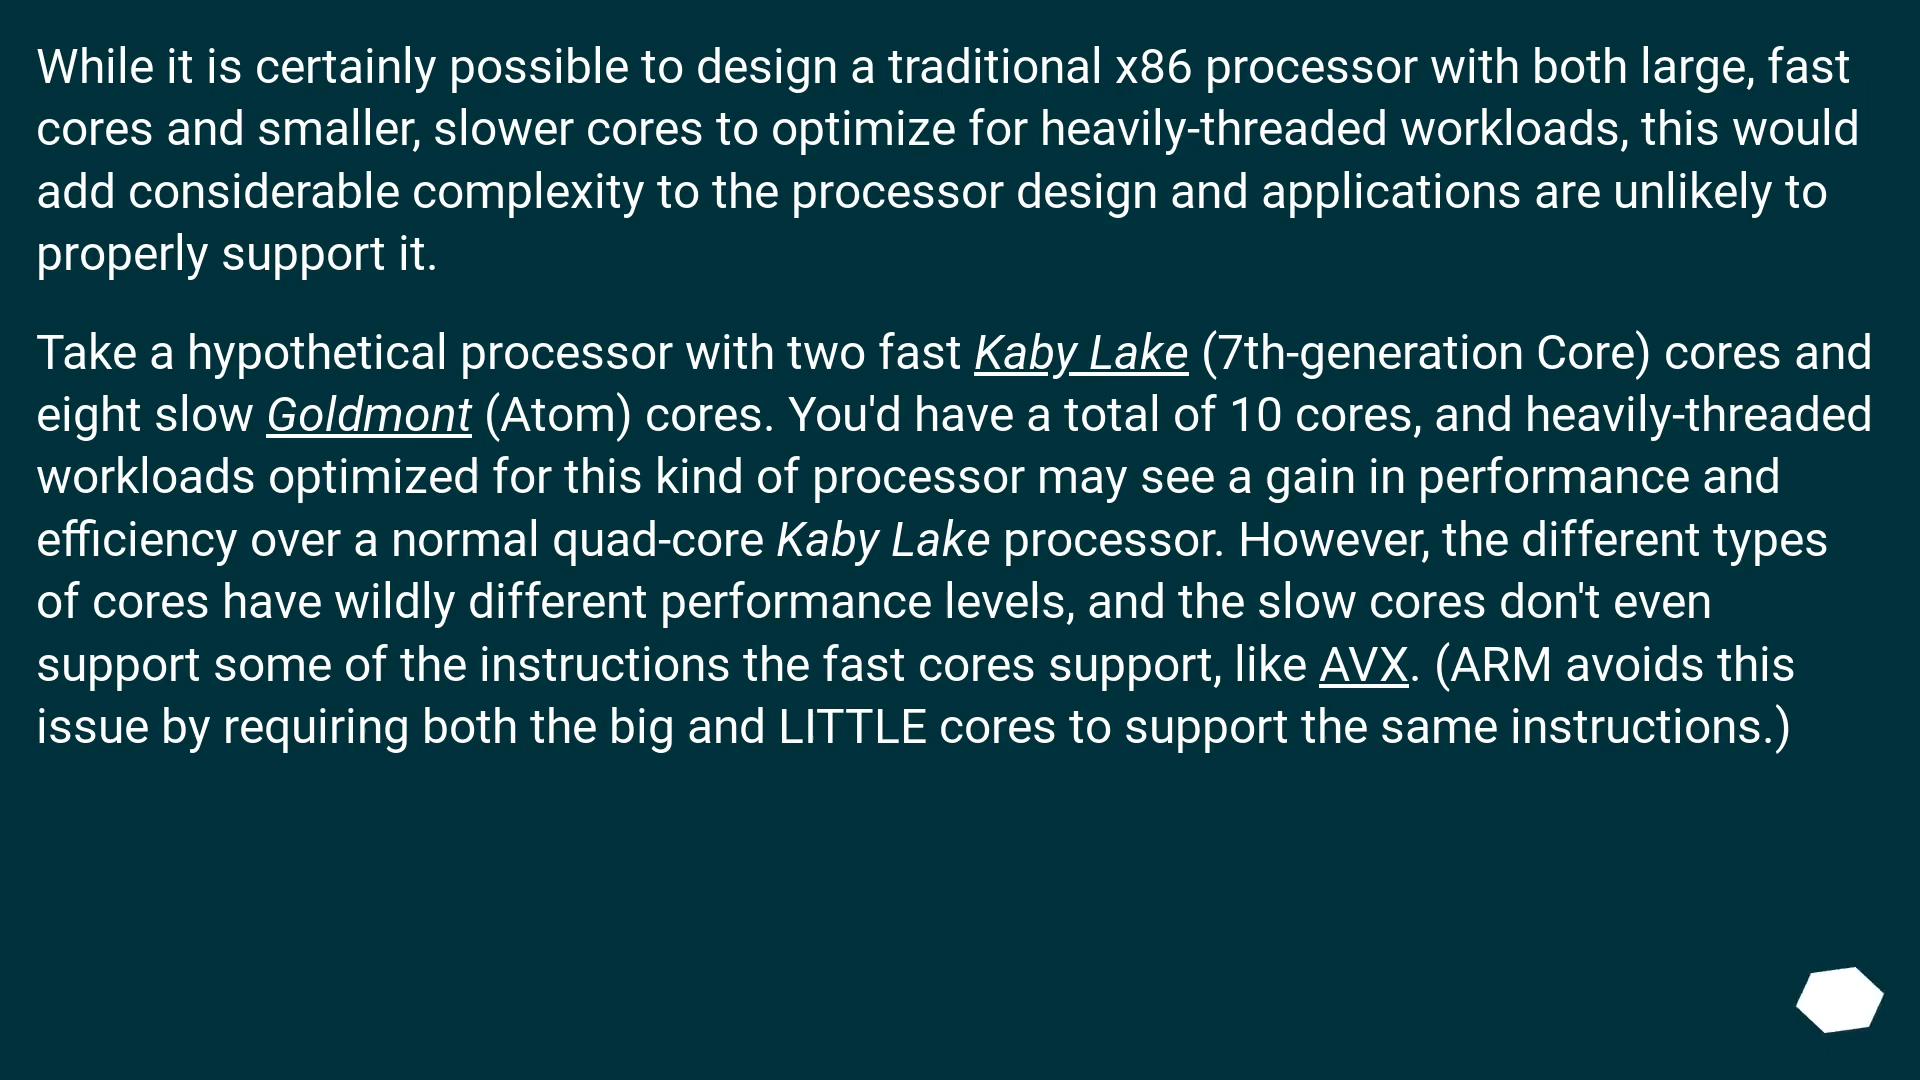 While it is certainly possible to design a traditional x86 processor with both large, fast
cores and smaller, slower cores to optimize for heavily-threaded workloads, this would
add considerable complexity to the processor design and applications are unlikely to
properly support it.
Take a hypothetical processor with two fast Kaby Lake (7th-generation Core) cores and
eight slow Goldmont (Atom) cores. You'd have a total of 10 cores, and heavily-threaded
workloads optimized for this kind of processor may see a gain in performance and
efficiency over a normal quad-core Kaby Lake processor. However, the different types
of cores have wildly different performance levels, and the slow cores don't even
support some of the instructions the fast cores support, like AVX. (ARM avoids this
issue by requiring both the big and LITTLE cores to support the same instructions.)